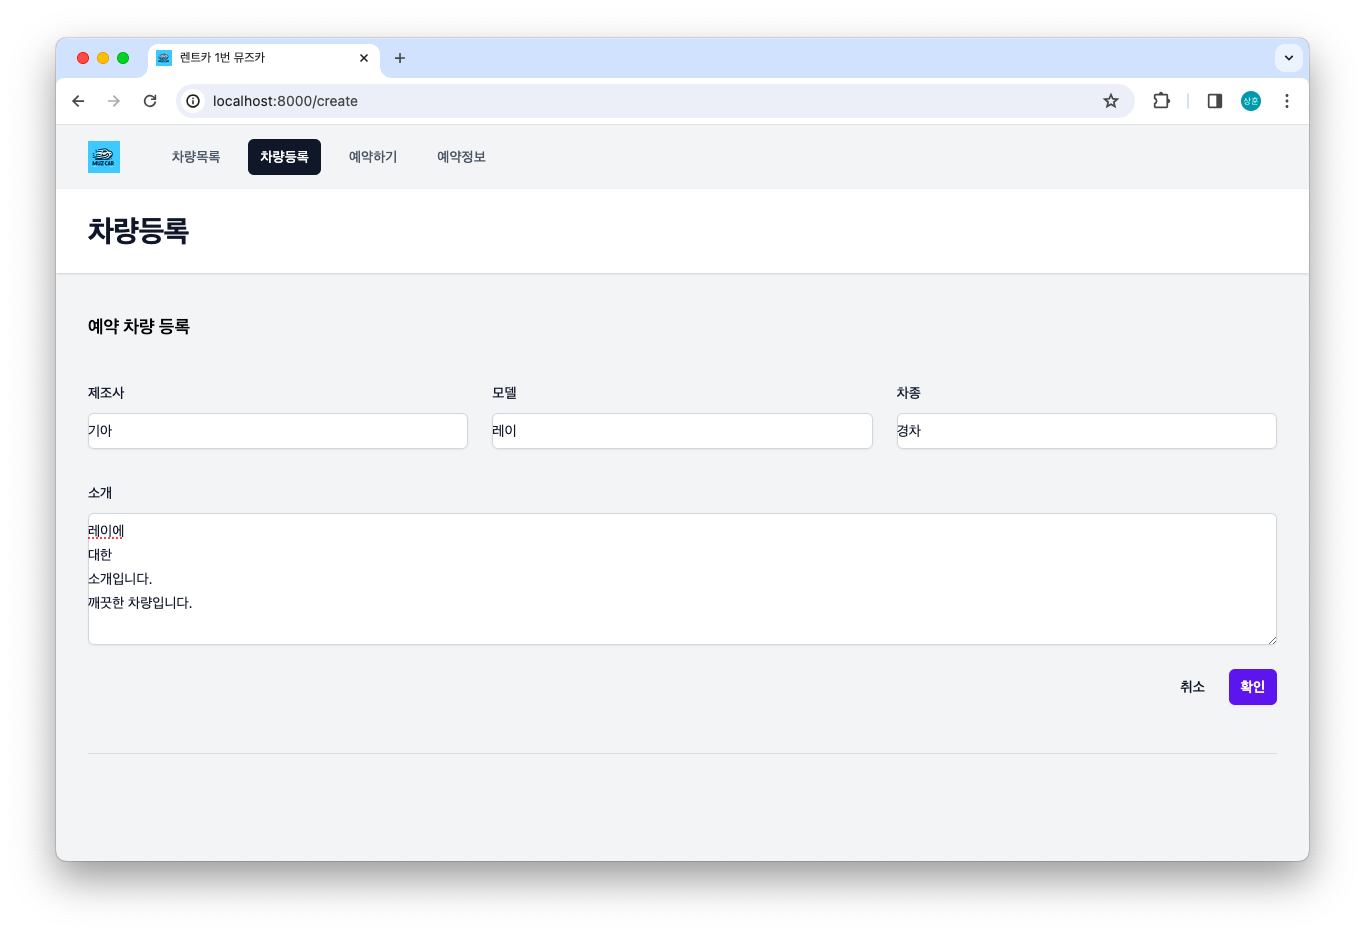 렌트카 1번 뮤즈카
localhost:8000/create
상훈
MUZ CAR
차량목록
차량등록
예약하기
예약정보
차량등록
예약 차량 등록
제조사
모델
차종
기아
레이
경차
소개
레이에
대한
소개입니다.
깨끗한 차량입니다.
취소
확인